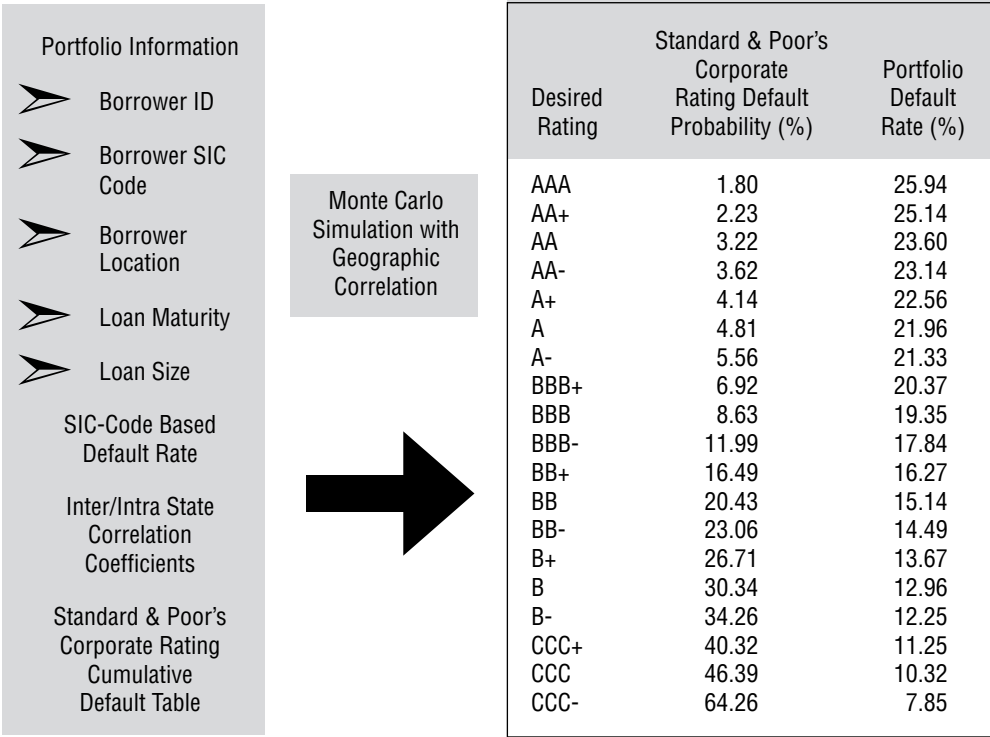 Portfolio Information
Borrower ID
Borrower SIC
Code
Borrower
Location
Loan Maturity
Loan Size
SIC-Code Based
Default Rate
Inter/Intra State
Correlation
Coefficients
Standard & Poor's
Corporate Rating
Cumulative
Default Table
Monte Carlo
Simulation with
Geographic
Correlation
Standard & Poor's
Corporate Portfolio
Desired Rating Default Default
Rating Probability (%) Rate (%)
AAA 1.80 25.94
AA+ 2.23 25.14
AA 3.22 23.60
AA- 3.62 23.14
A+ 4.14 22.56
A 4.81 21.96
A- 5.56 21.33
BBB+ 6.92 20.37
BBB 8.63 19.35
BBB- 11.99 17.84
BB+ 16.49 16.27
BB 20.43 15.14
BB- 23.06 14.49
B+ 26.71 13.67
B 30.34 12.96
B- 34.26 12.25
CCC+ 40.32 11.25
CCC 46.39 10.32
CCC- 64.26 7.85